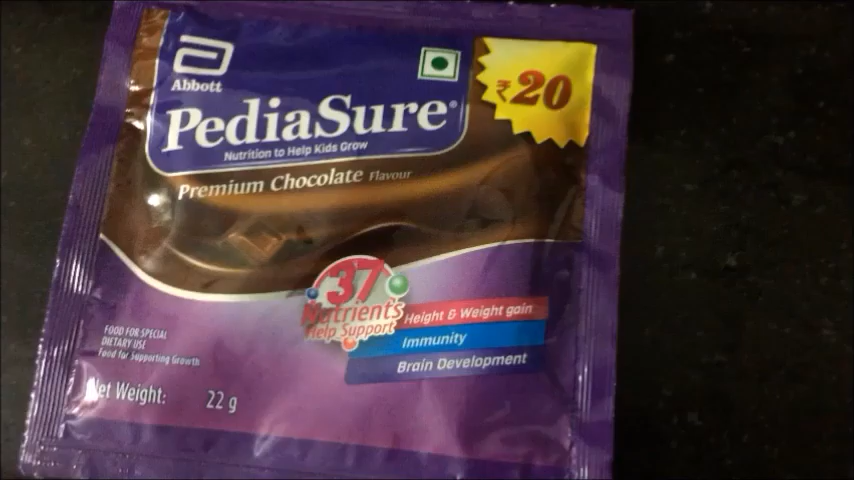 Abbott
PediaSure®
Nutrition to Help Kids Grow
Premium Chocolate Flavour
₹20
37
Nutrients
Help Support
Height & Weight gain
Immunity
Brain Development
FOOD FOR SPECIAL
DIETARY USE
Food for Supporting Growth
Net Weight: 22 g